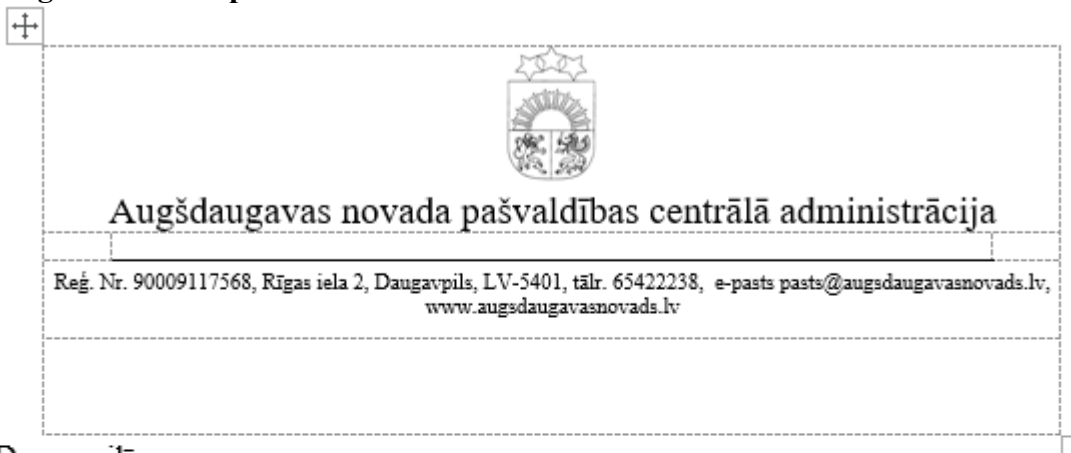 Augšdaugavas novada pašvaldības centrālā administrācija
Reģ. Nr. 90009117568, Rīgas iela 2, Daugavpils, LV-5401, tālr. 65422238, e-pasts pasts@augsdaugavasnovads.lv,
www.augsdaugavasnovads.lv